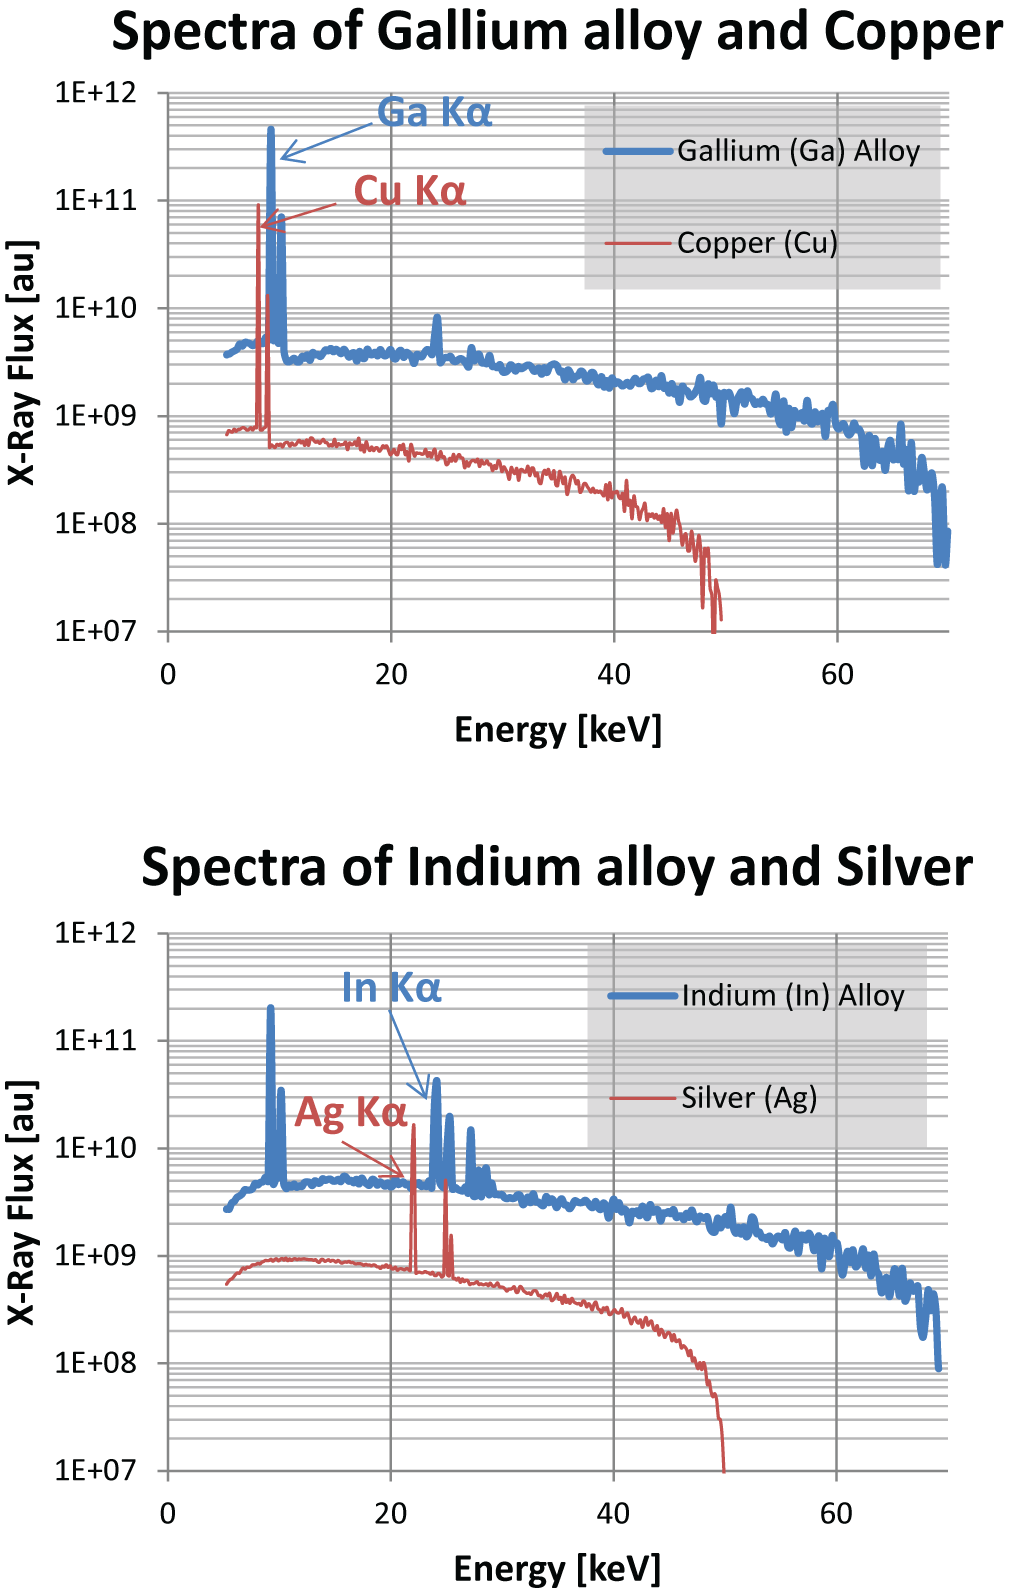 Spectra of Gallium alloy and Copper
1E+12
1E+11
1E+10
1E+09
1E+08
1E+07
X-Ray Flux [au]
Ga Kα
Cu Kα
Gallium (Ga) Alloy
Copper (Cu)
0 20 40 60
Energy [keV]
Spectra of Indium alloy and Silver
1E+12
1E+11
1E+10
1E+09
1E+08
1E+07
X-Ray Flux [au]
In Kα
Ag Kα
Indium (In) Alloy
Silver (Ag)
0 20 40 60
Energy [keV]